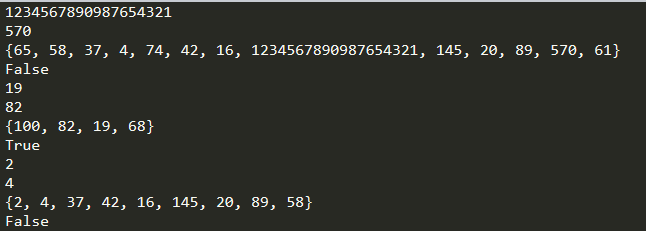 1234567890987654321
570
{65, 58, 37, 4, 74, 42, 16, 1234567890987654321, 145, 20, 89, 570, 61}
False
19
82
{100, 82, 19, 68}
True
2
4
{2, 4, 37, 42, 16, 145, 20, 89, 58}
False